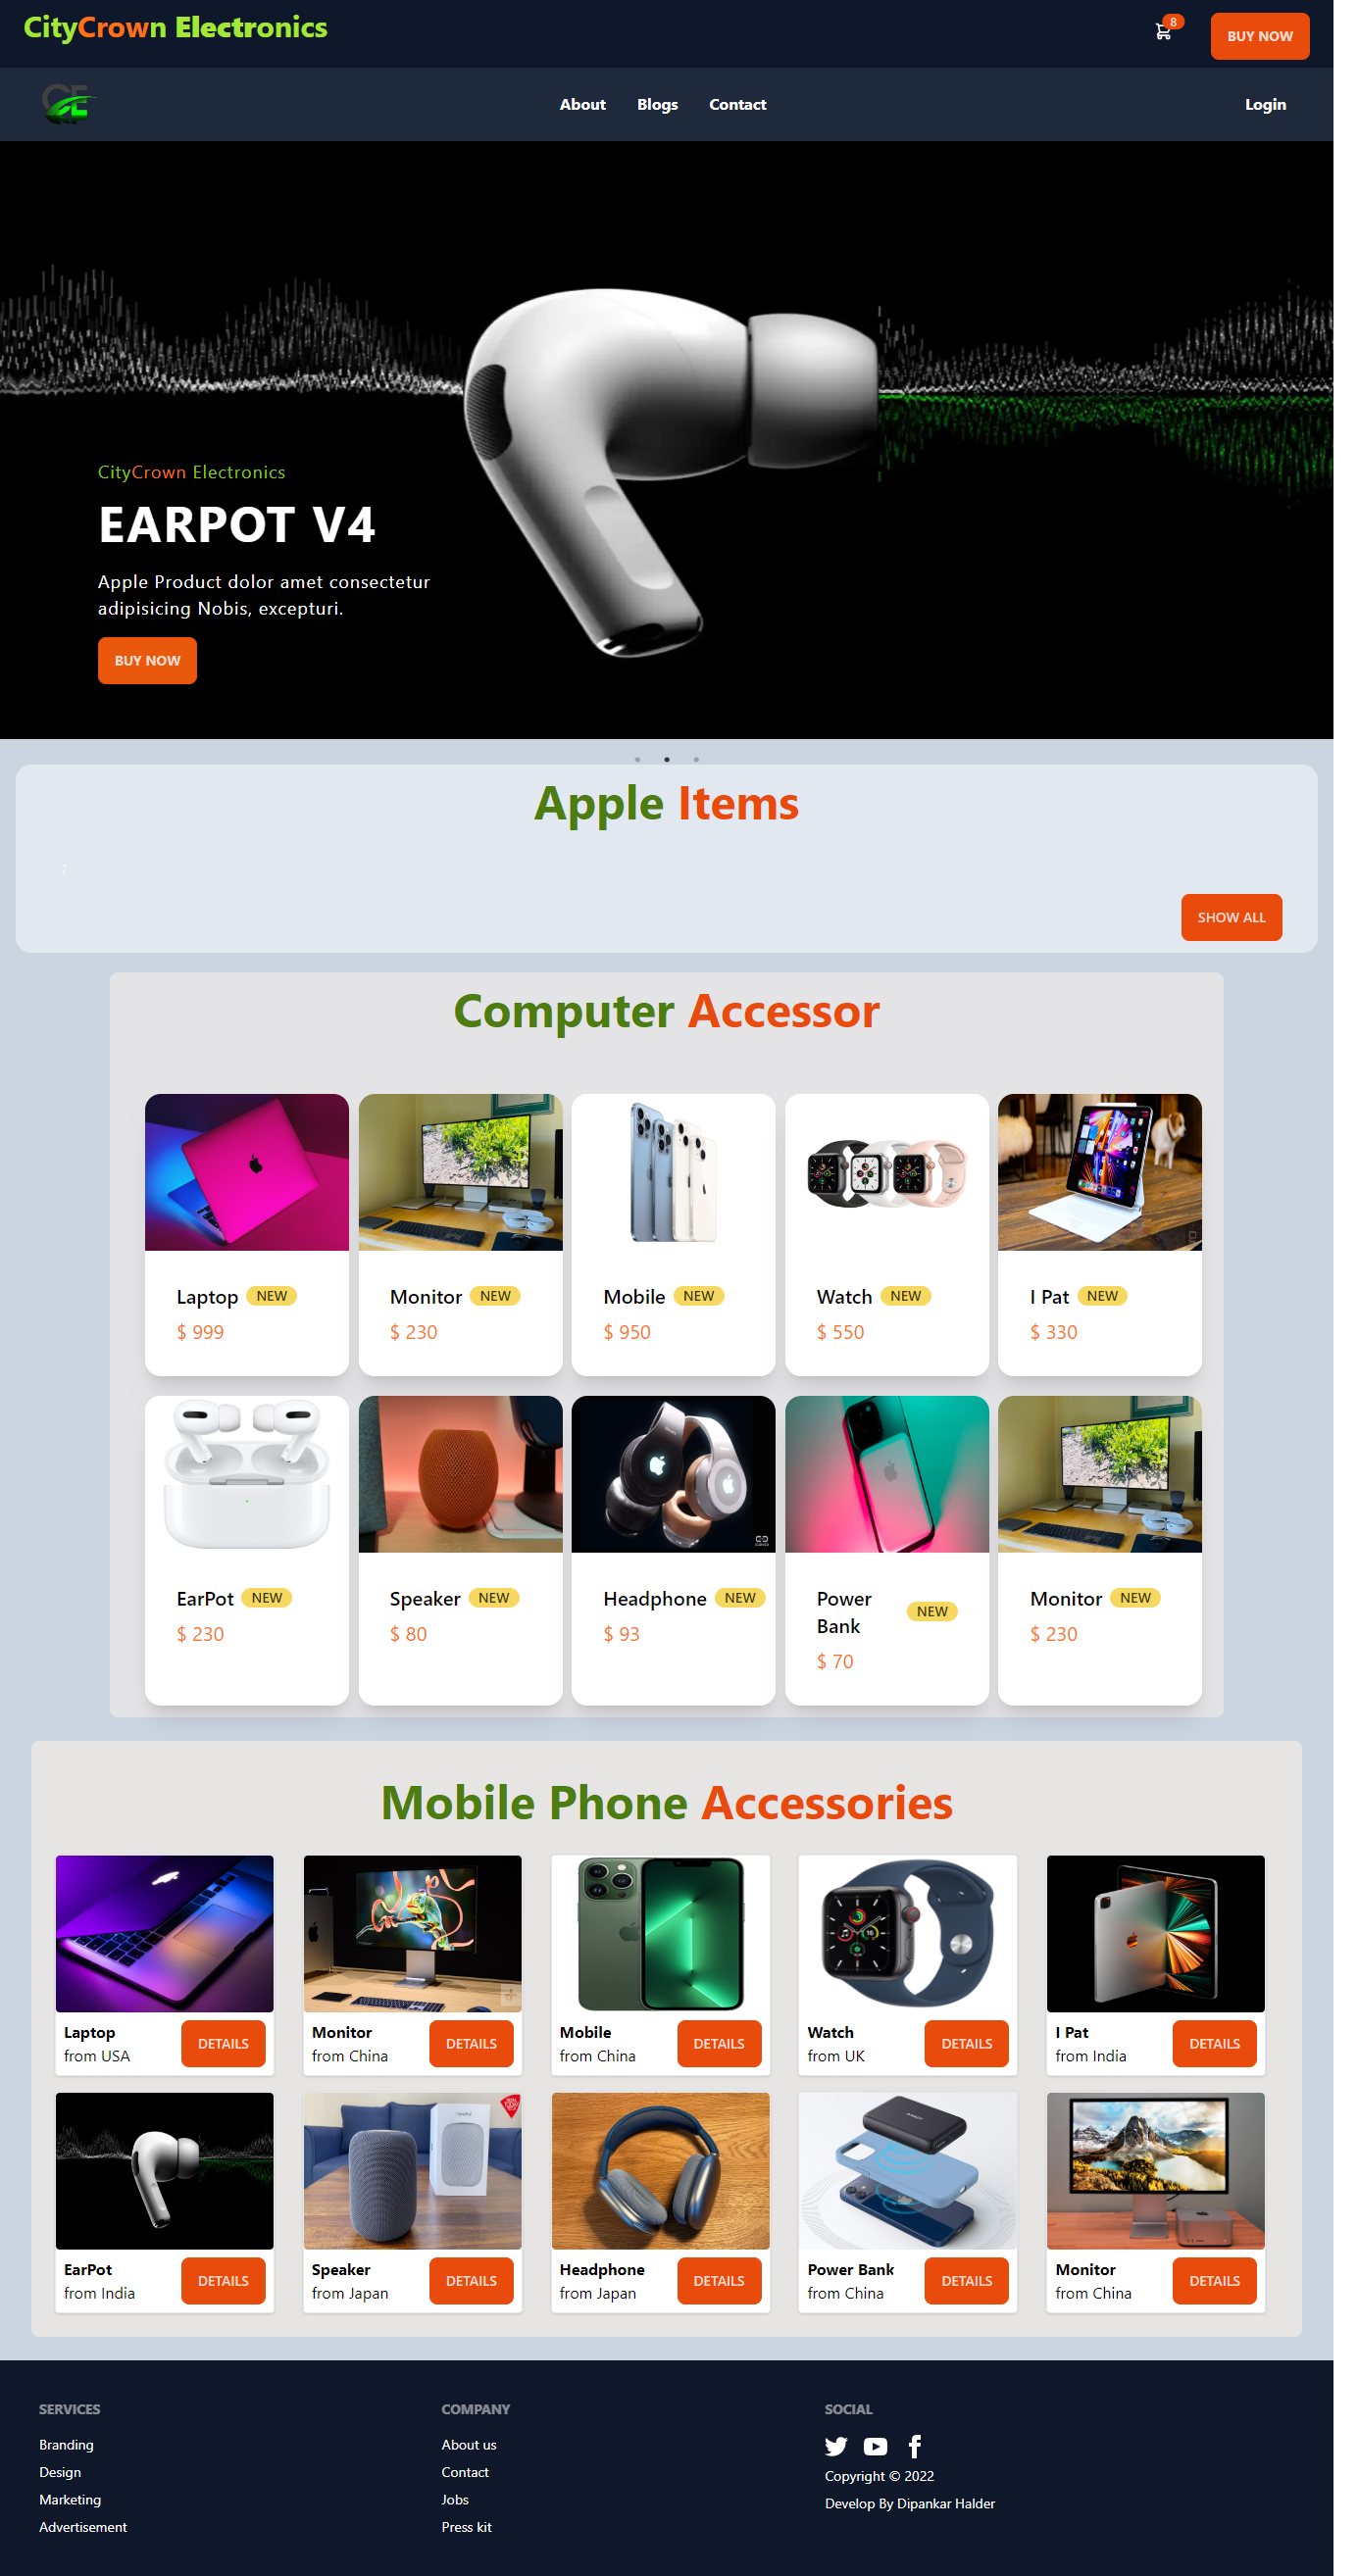 CityCrown Electronics
8
BUY NOW
CE
About Blogs Contact
Login
CityCrown Electronics
EARPOT V4
Apple Product dolor amet consectetur
adipisicing Nobis, excepturi.
BUY NOW
Apple Items
;
SHOW ALL
Computer Accessor
Laptop NEW
$ 999
Monitor NEW
$ 230
Mobile NEW
$ 950
Watch NEW
$ 550
I Pat NEW
$ 330
EarPot NEW
$ 230
Speaker NEW
$ 80
Headphone NEW
$ 93
Power
Bank NEW
$ 70
Monitor NEW
$ 230
Mobile Phone Accessories
Laptop
from USA
DETAILS
Monitor
from China
DETAILS
Mobile
from China
DETAILS
Watch
from UK
DETAILS
I Pat
from India
DETAILS
EarPot
from India
DETAILS
Speaker
from Japan
DETAILS
Headphone
from Japan
DETAILS
Power Bank
from China
DETAILS
Monitor
from China
DETAILS
SERVICES
Branding
Design
Marketing
Advertisement
COMPANY
About us
Contact
Jobs
Press kit
SOCIAL
Copyright © 2022
Develop By Dipankar Halder